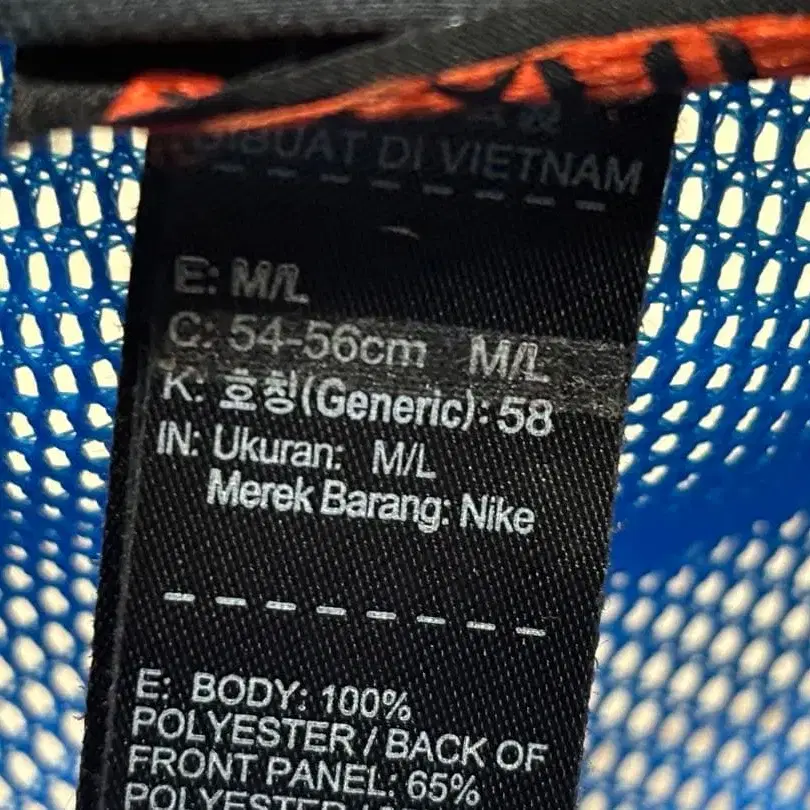 DIBUAT DI VIETNAM
E: M/L
C: 54-56cm M/L
K: 호칭(Generic): 58
IN: Ukuran: M/L
Merek Barang: Nike
E: BODY: 100%
POLYESTER / BACK OF
FRONT PANEL: 65%
POLYESTER /